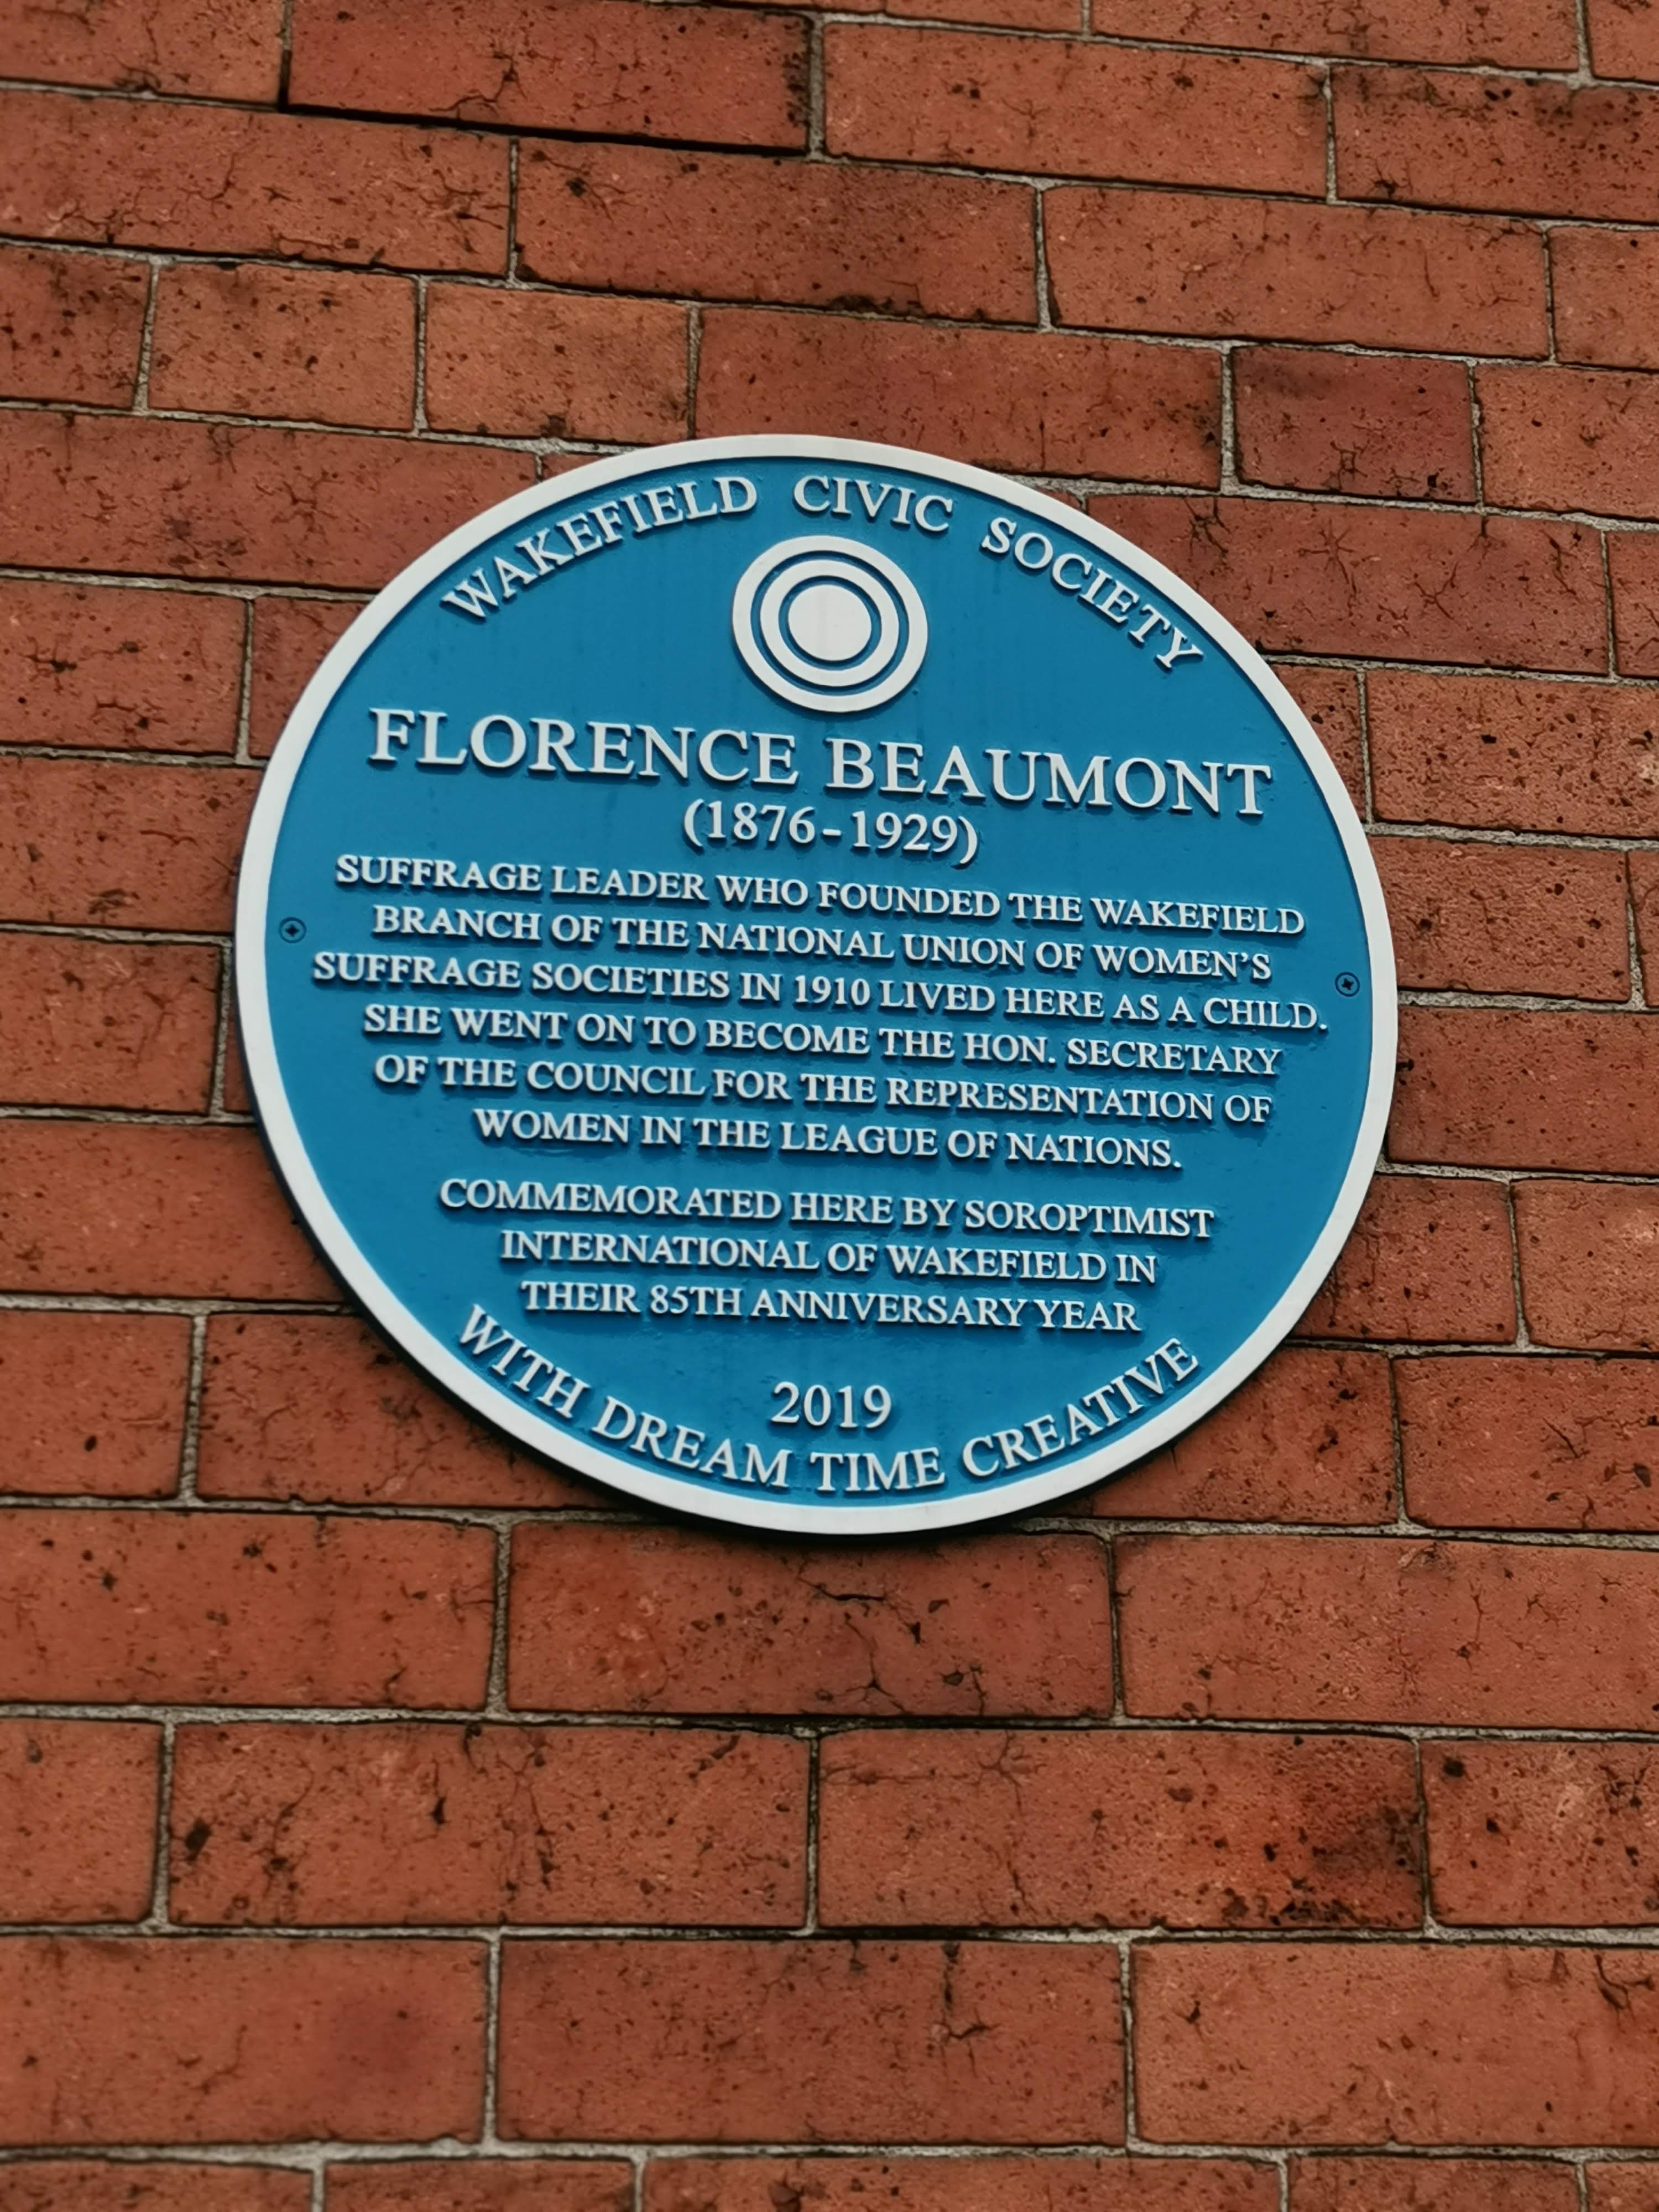 WAKEFIELD CIVIC SOCIETY
FLORENCE BEAUMONT
(1876-1929)
SUFFRAGE LEADER WHO FOUNDED THE WAKEFIELD
BRANCH OF THE NATIONAL UNION OF WOMEN'S
SUFFRAGE SOCIETIES IN 1910 LIVED HERE AS A CHILD.
SHE WENT ON TO BECOME THE HON. SECRETARY
OF THE COUNCIL FOR THE REPRESENTATION OF
WOMEN IN THE LEAGUE OF NATIONS.
COMMEMORATED HERE BY SOROPTIMIST
INTERNATIONAL OF WAKEFIELD IN
THEIR 85TH ANNIVERSARY YEAR
2019
WITH DREAM TIME CREATIVE